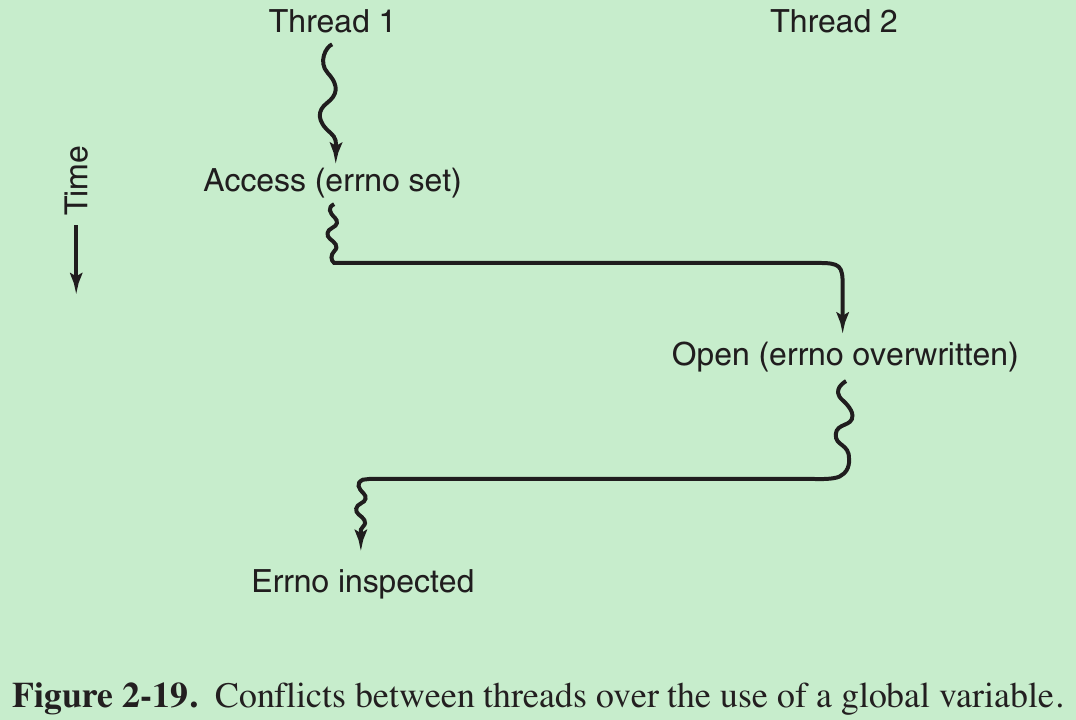 Thread 1
Thread 2
Time
Access (errno set)
Open (errno overwritten)
Errno inspected
Figure 2-19. Conflicts between threads over the use of a global variable.